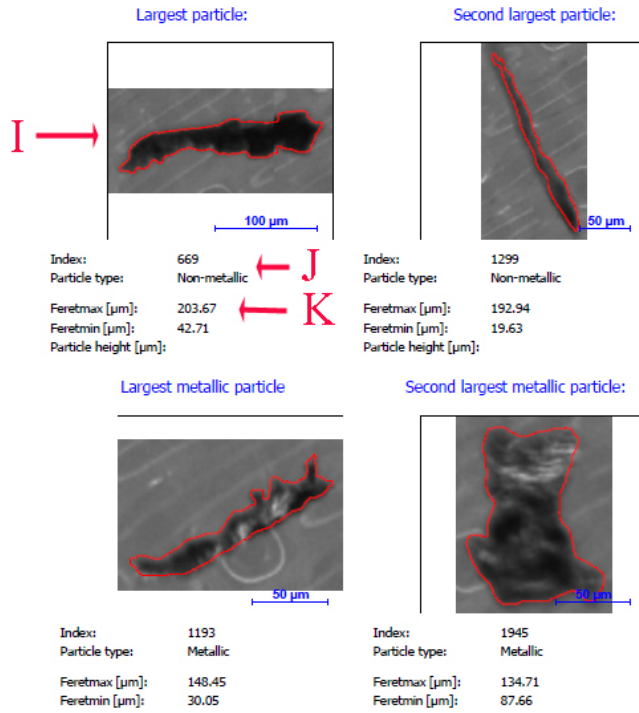 Largest particle:
Second largest particle:
I
100 µm
50 µm
Index: 669
Particle type: Non-metallic
J
Feretmax [µm]: 203.67
K
Feretmin [µm]: 42.71
Particle height [µm]:
Index: 1299
Particle type: Non-metallic
Feretmax [µm]: 192.94
Feretmin [µm]: 19.63
Particle height [µm]:
Largest metallic particle
Second largest metallic particle:
50 µm
50 µm
Index: 1193
Particle type: Metallic
Feretmax [µm]: 148.45
Feretmin [µm]: 30.05
Index: 1945
Particle type: Metallic
Feretmax [µm]: 134.71
Feretmin [µm]: 87.66